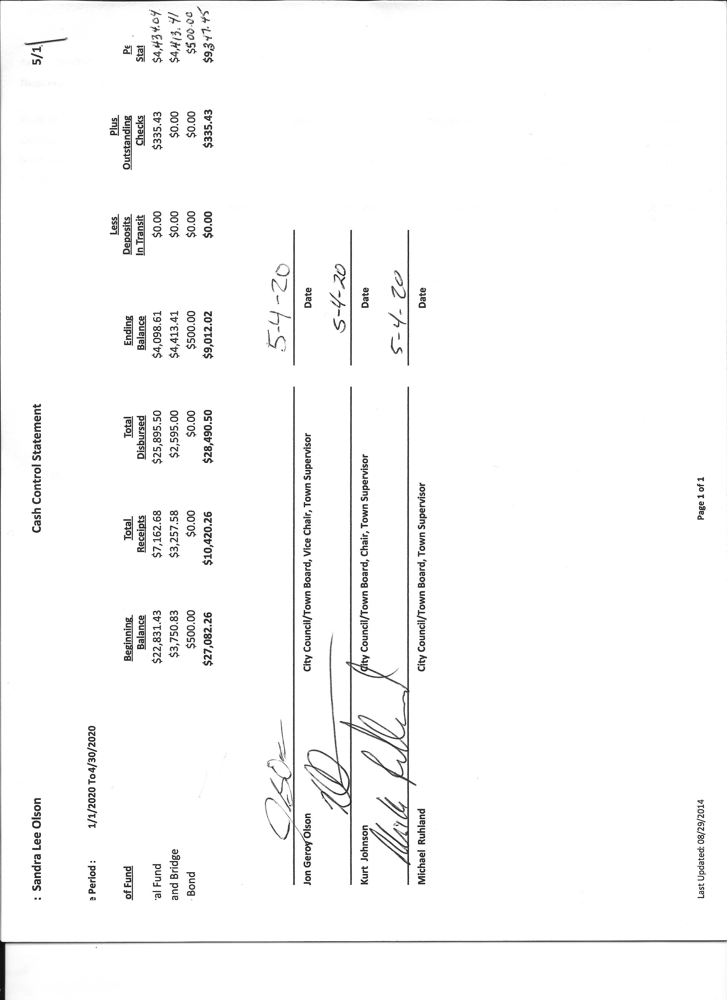 : Sandra Lee Olson Cash Control Statement 5/1
e Period : 1/1/2020 To4/30/2020
Less Plus
Beginning Total Total Ending Deposits Outstanding Pe
of Fund Balance Receipts Disbursed Balance In Transit Checks Stat
al Fund $22,831.43 $7,162.68 $25,895.50 $4,098.61 $0.00 $335.43 $4,434.04
and Bridge $3,750.83 $3,257.58 $2,595.00 $4,413.41 $0.00 $0.00 $4,413.41
Bond $500.00 $0.00 $0.00 $500.00 $0.00 $0.00 $500.00
$27,082.26 $10,420.26 $28,490.50 $9,012.02 $0.00 $335.43 $9,347.45
5-4-20
Jon Geroy Olson City Council/Town Board, Vice Chair, Town Supervisor Date
5-4-20
Kurt Johnson City Council/Town Board, Chair, Town Supervisor Date
5-4-20
Michael Ruhland City Council/Town Board, Town Supervisor Date
Last Updated: 08/29/2014 Page 1 of 1